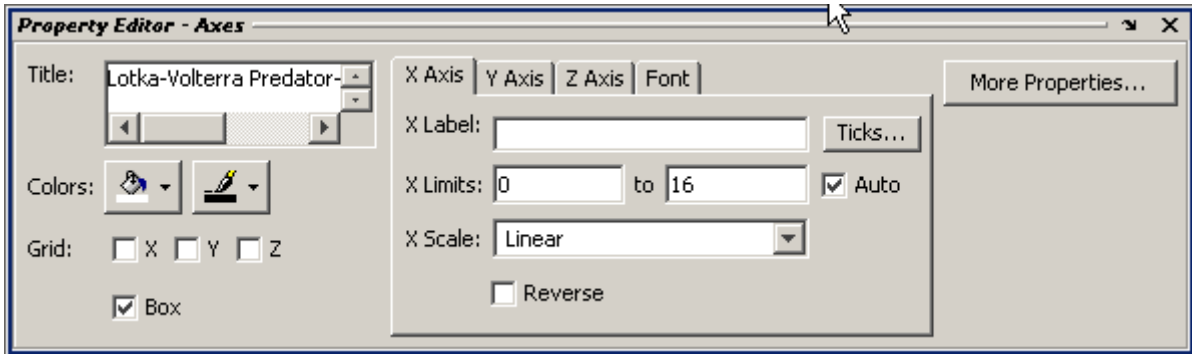 Property Editor - Axes
Title: Lotka-Volterra Predator-
X Axis Y Axis Z Axis Font
More Properties...
X Label: Ticks...
Colors:
X Limits: 0 to 16 Auto
Grid: X Y Z
X Scale: Linear
Box
Reverse